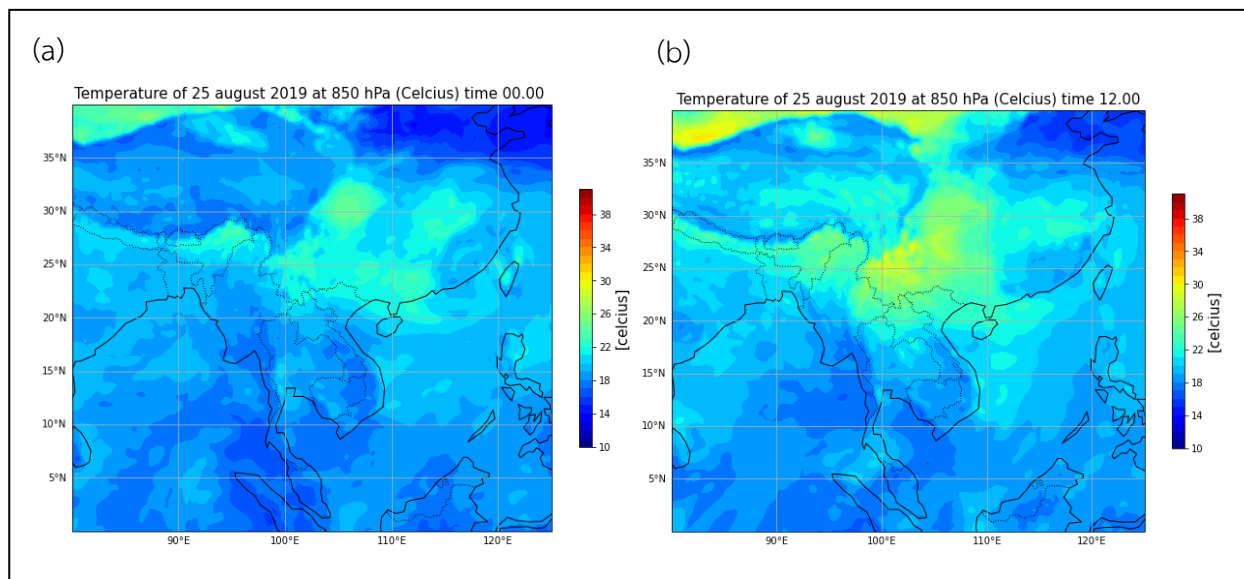 (a)
Temperature of 25 august 2019 at 850 hPa (Celcius) time 00.00
35°N
30°N
25°N
20°N
15°N
10°N
5°N
90°E
100°E
110°E
120°E
38
34
30
26
22
18
14
10
[celcius]
(b)
Temperature of 25 august 2019 at 850 hPa (Celcius) time 12.00
35°N
30°N
25°N
20°N
15°N
10°N
5°N
90°E
100°E
110°E
120°E
38
34
30
26
22
18
14
10
[celcius]